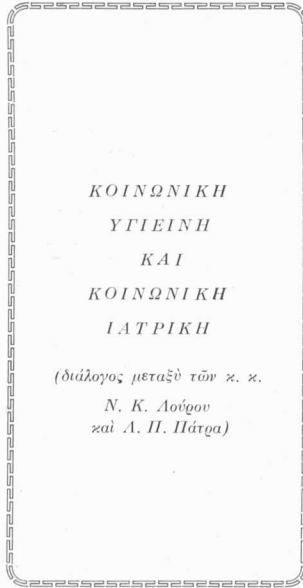 ΚΟΙΝΩΝΙΚΗ
ΥΓΙΕΙΝΗ
ΚΑΙ
ΚΟΙΝΩΝΙΚΗ
ΙΑΤΡΙΚΗ
(διάλογος μεταξὺ τῶν κ. κ.
Ν. Κ. Λούρου
καὶ Λ. Π. Πάτρα)